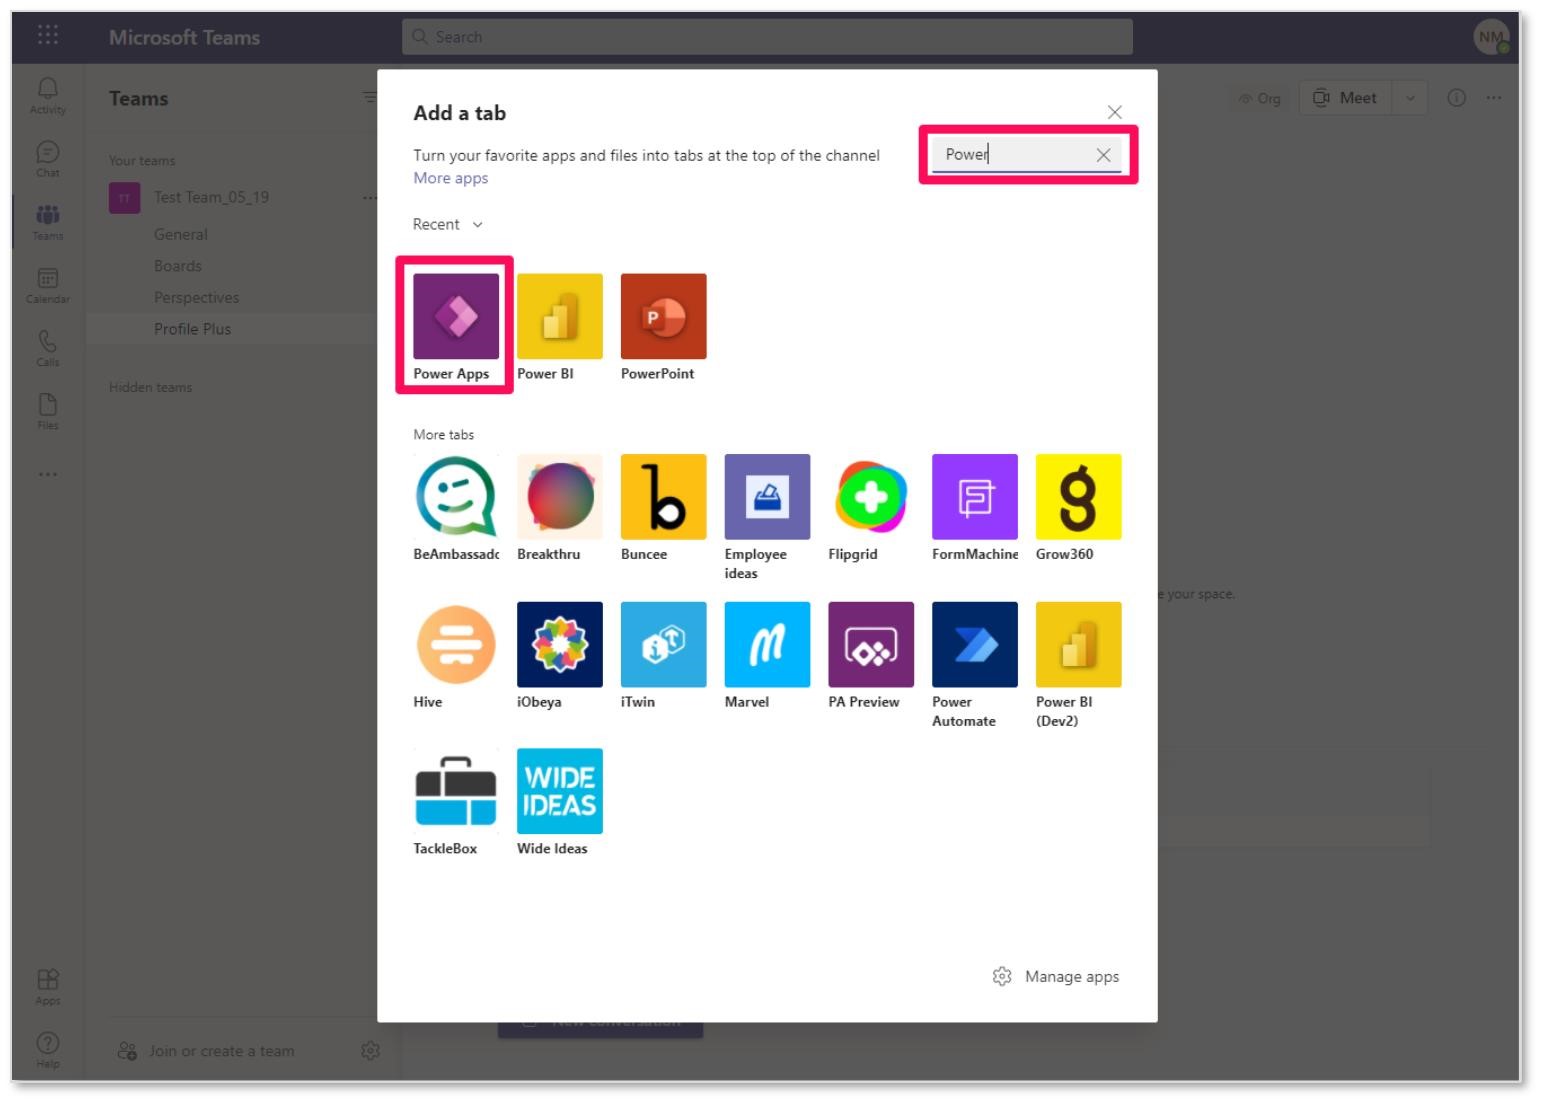 Microsoft Teams
Search
NM
Activity
Chat
Teams
Calendar
Calls
Files
Apps
Help
Teams
Your teams
TT
Test Team_05_19
General
Boards
Perspectives
Profile Plus
Hidden teams
Join or create a team
Org
Meet
Add a tab
Turn your favorite apps and files into tabs at the top of the channel
More apps
Power
Recent
P
Power Apps
Power BI
PowerPoint
More tabs
b
g
BeAmbassadc
Breakthru
Buncee
Employee
ideas
Flipgrid
FormMachine
Grow360
iT
Hive
iObeya
iTwin
Marvel
PA Preview
Power
Automate
Power BI
(Dev2)
WIDE
IDEAS
TackleBox
Wide Ideas
Manage apps
e your space.
New conversation